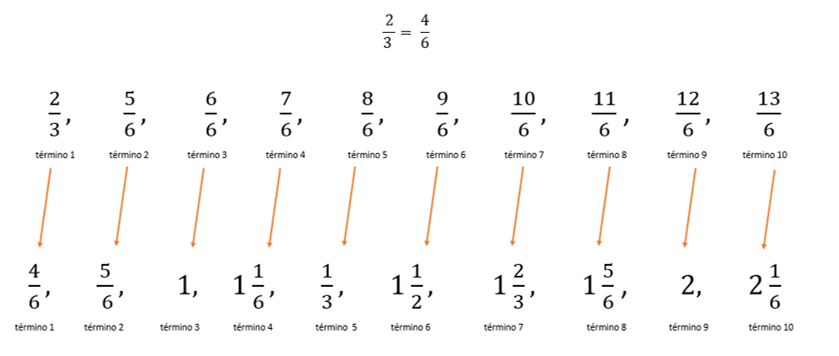 2/3 = 4/6
2/3, 5/6, 6/6, 7/6, 8/6, 9/6, 10/6, 11/6, 12/6, 13/6
término 1 término 2 término 3 término 4 término 5 término 6 término 7 término 8 término 9 término 10
4/6, 5/6, 1, 1 1/6, 1/3, 1 1/2, 1 2/3, 1 5/6, 2, 2 1/6
término 1 término 2 término 3 término 4 término 5 término 6 término 7 término 8 término 9 término 10